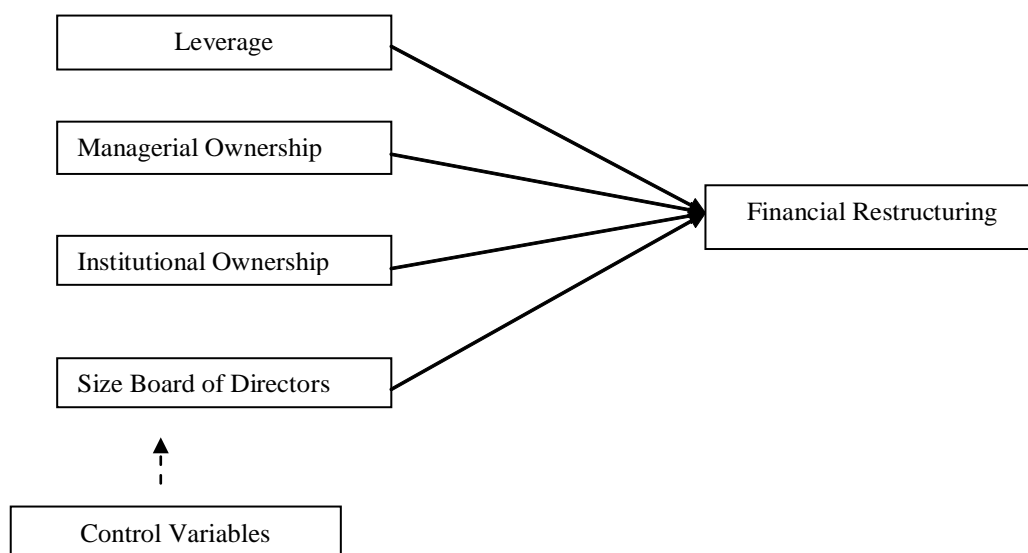 Leverage
Managerial Ownership
Financial Restructuring
Institutional Ownership
Size Board of Directors
Control Variables